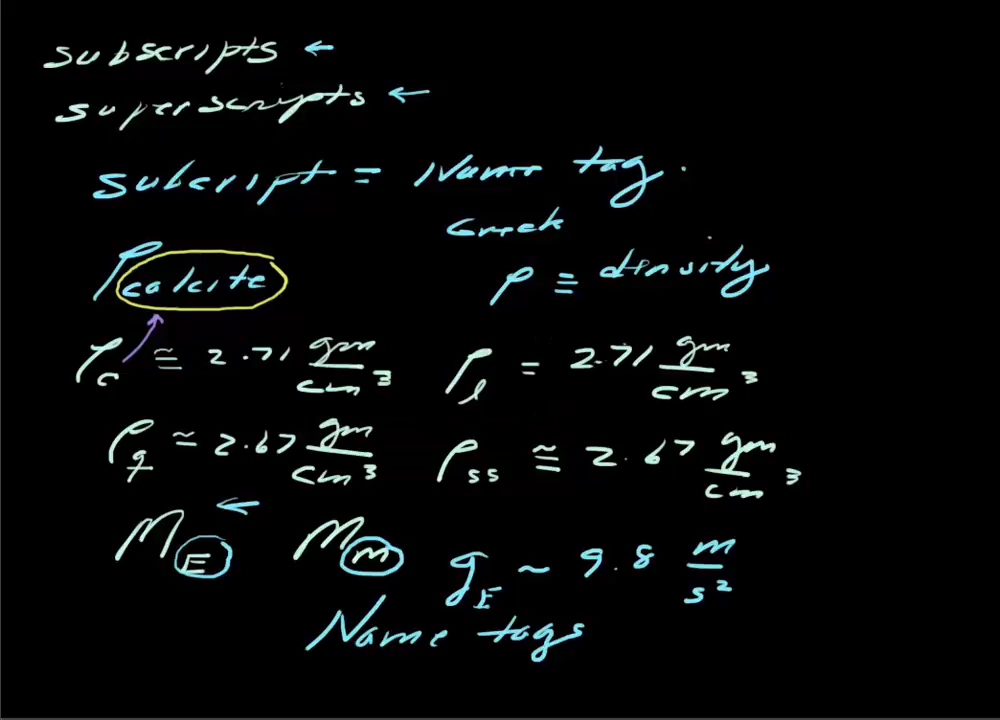 subscripts ←
superscripts ←
subcript = Name tag.
Greek
ρcalcite ρ ≡ density
ρc ≅ 2.71 gm/cm³ ρl = 2.71 gm/cm³
ρq ≃ 2.67 gm/cm³ ρss ≅ 2.67 gm/cm³
ME ← Mm gE ~ 9.8 m/s²
Name tags